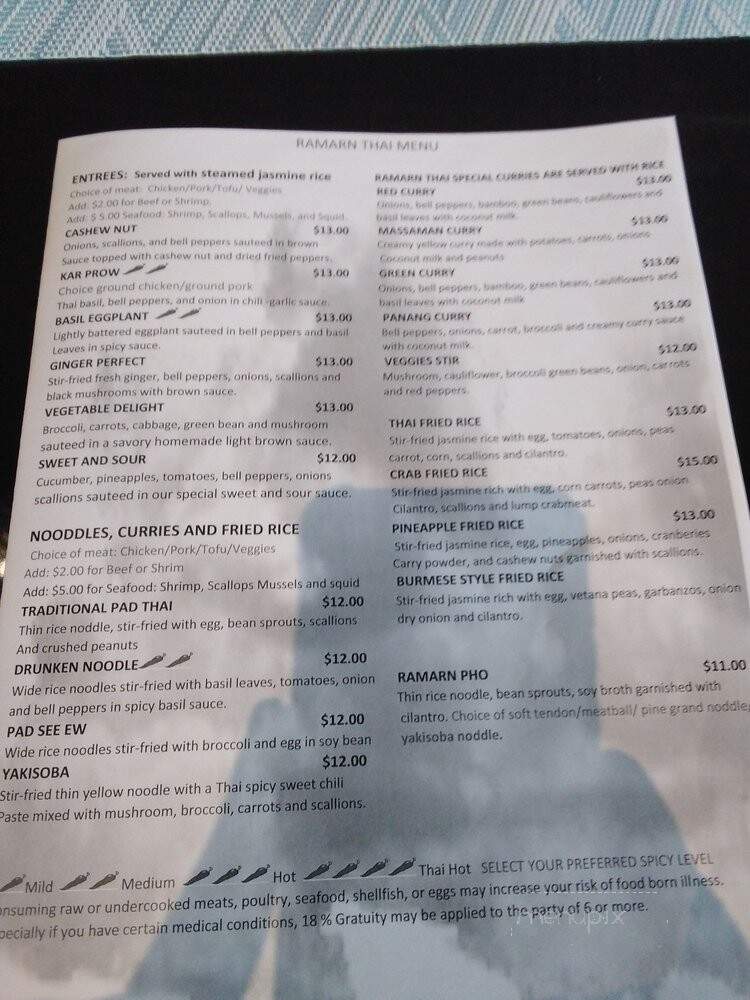 RAMARN THAI MENU
ENTREES: Served with steamed jasmine rice
Choice of meat: Chicken/Pork/Tofu/ Veggies
Add: $2.00 for Beef or Shrimp
Add: $ 5.00 Seafood: Shrimp, Scallops, Mussels, and Squid.
CASHEW NUT $13.00
Onions, scallions, and bell peppers sauteed in brown
Sauce topped with cashew nut and dried fried peppers.
KAR PROW $13.00
Choice ground chicken/ground pork
Thai basil, bell peppers, and onion in chili -garlic sauce.
BASIL EGGPLANT $13.00
Lightly battered eggplant sauteed in bell peppers and basil
Leaves in spicy sauce.
GINGER PERFECT $13.00
Stir-fried fresh ginger, bell peppers, onions, scallions and
black mushrooms with brown sauce.
VEGETABLE DELIGHT $13.00
Broccoli, carrots, cabbage, green bean and mushroom
sauteed in a savory homemade light brown sauce.
SWEET AND SOUR $12.00
Cucumber, pineapples, tomatoes, bell peppers, onions
scallions sauteed in our special sweet and sour sauce.
NOODDLES, CURRIES AND FRIED RICE
Choice of meat: Chicken/Pork/Tofu/Veggies
Add: $2.00 for Beef or Shrim
Add: $5.00 for Seafood: Shrimp, Scallops Mussels and squid
TRADITIONAL PAD THAI $12.00
Thin rice noddle, stir-fried with egg, bean sprouts, scallions
And crushed peanuts
DRUNKEN NOODLE $12.00
Wide rice noodles stir-fried with basil leaves, tomatoes, onion
and bell peppers in spicy basil sauce.
PAD SEE EW $12.00
Wide rice noodles stir-fried with broccoli and egg in soy bean
YAKISOBA $12.00
Stir-fried thin yellow noodle with a Thai spicy sweet chili
Paste mixed with mushroom, broccoli, carrots and scallions.
RAMARN THAI SPECIAL CURRIES ARE SERVED WITH RICE
RED CURRY $13.00
Onions, bell peppers, bamboo, green beans, cauliflowers and
basil leaves with coconut milk.
MASSAMAN CURRY $13.00
Creamy yellow curry made with potatoes, carrots, onions
Coconut milk and peanuts
GREEN CURRY $13.00
Onions, bell peppers, bamboo, green beans, cauliflowers and
basil leaves with coconut milk
PANANG CURRY $13.00
Bell peppers, onions, carrot, broccoli and creamy curry sauce
with coconut milk.
VEGGIES STIR $12.00
Mushroom, cauliflower, broccoli green beans, onion, carrots
and red peppers.
THAI FRIED RICE $13.00
Stir-fried jasmine rice with egg, tomatoes, onions, peas
carrot, corn, scallions and cilantro.
CRAB FRIED RICE $15.00
Stir-fried jasmine rich with egg, corn carrots, peas onion
Cilantro, scallions and lump crabmeat.
PINEAPPLE FRIED RICE $13.00
Stir-fried jasmine rice, egg, pineapples, onions, cranberies
Carry powder, and cashew nuts garnished with scallions.
BURMESE STYLE FRIED RICE
Stir-fried jasmine rich with egg, vetana peas, garbanzos, onion
dry onion and cilantro.
RAMARN PHO $11.00
Thin rice noodle, bean sprouts, soy broth garnished with
cilantro. Choice of soft tendon/meatball/ pine grand noddle,
yakisoba noddle.
Mild Medium Hot Thai Hot SELECT YOUR PREFERRED SPICY LEVEL
onsuming raw or undercooked meats, poultry, seafood, shellfish, or eggs may increase your risk of food born illness.
pecially if you have certain medical conditions, 18 % Gratuity may be applied to the party of 6 or more.